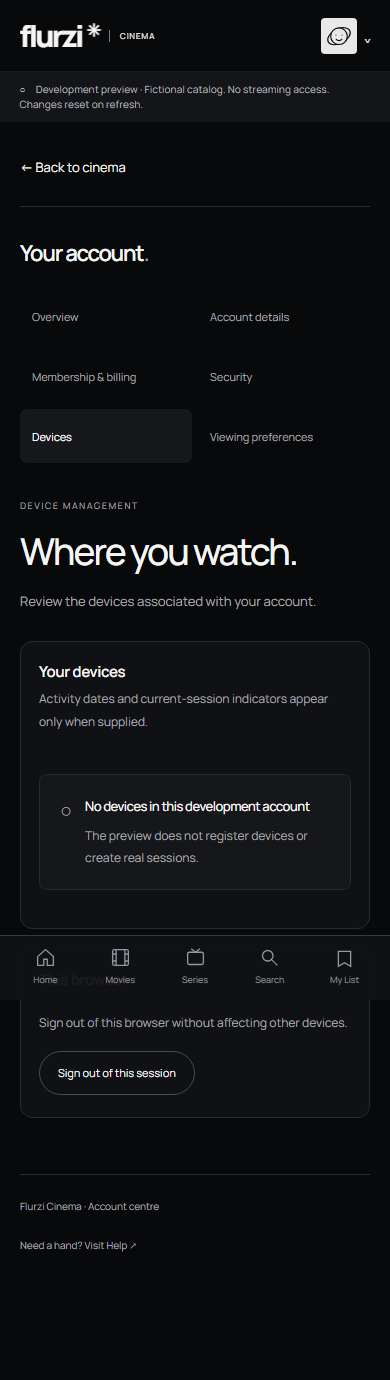 flurzi* | CINEMA
Development preview · Fictional catalog. No streaming access.
Changes reset on refresh.
← Back to cinema
Your account.
Overview
Account details
Membership & billing
Security
Devices
Viewing preferences
DEVICE MANAGEMENT
Where you watch.
Review the devices associated with your account.
Your devices
Activity dates and current-session indicators appear
only when supplied.
No devices in this development account
The preview does not register devices or
create real sessions.
Home
Movies
Series
Search
My List
Sign out of this browser without affecting other devices.
Sign out of this session
Flurzi Cinema · Account centre
Need a hand? Visit Help ↗